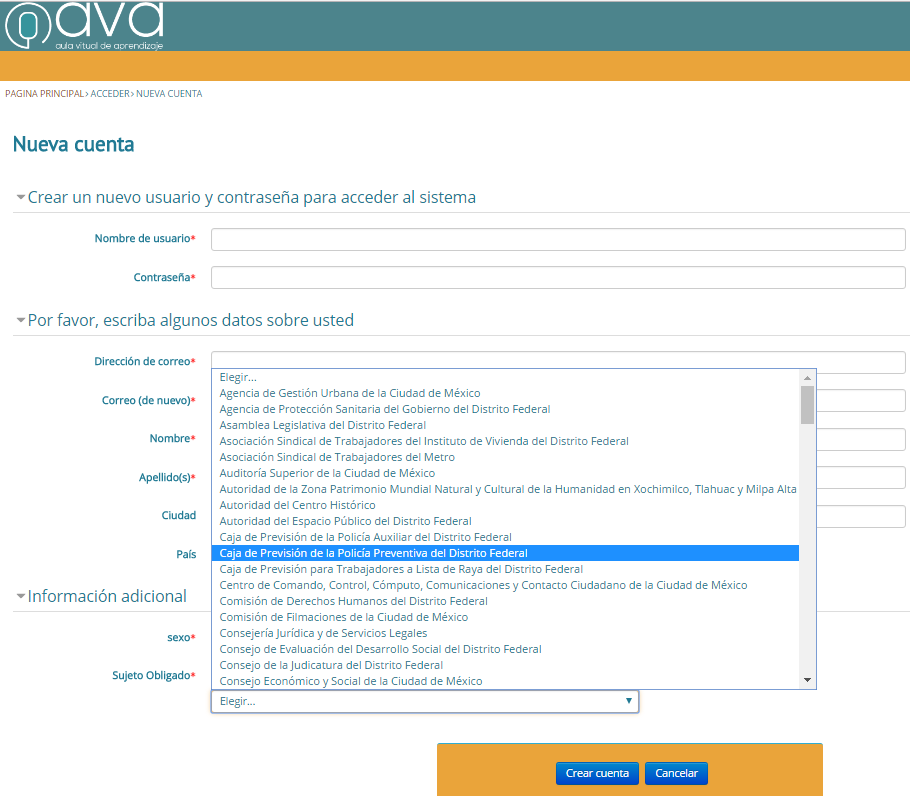 ava
aula vitual de aprendizaje
PAGINA PRINCIPAL› ACCEDER› NUEVA CUENTA
Nueva cuenta
Crear un nuevo usuario y contraseña para acceder al sistema
Nombre de usuario*
Contraseña*
Por favor, escriba algunos datos sobre usted
Dirección de correo*
Correo (de nuevo)*
Nombre*
Apellido(s)*
Ciudad
País
Elegir...
Agencia de Gestión Urbana de la Ciudad de México
Agencia de Protección Sanitaria del Gobierno del Distrito Federal
Asamblea Legislativa del Distrito Federal
Asociación Sindical de Trabajadores del Instituto de Vivienda del Distrito Federal
Asociación Sindical de Trabajadores del Metro
Auditoría Superior de la Ciudad de México
Autoridad de la Zona Patrimonio Mundial Natural y Cultural de la Humanidad en Xochimilco, Tlahuac y Milpa Alta
Autoridad del Centro Histórico
Autoridad del Espacio Público del Distrito Federal
Caja de Previsión de la Policía Auxiliar del Distrito Federal
Caja de Previsión de la Policía Preventiva del Distrito Federal
Caja de Previsión para Trabajadores a Lista de Raya del Distrito Federal
Centro de Comando, Control, Cómputo, Comunicaciones y Contacto Ciudadano de la Ciudad de México
Comisión de Derechos Humanos del Distrito Federal
Comisión de Filmaciones de la Ciudad de México
Consejería Jurídica y de Servicios Legales
Consejo de Evaluación del Desarrollo Social del Distrito Federal
Consejo de la Judicatura del Distrito Federal
Consejo Económico y Social de la Ciudad de México
Información adicional
sexo*
Sujeto Obligado*
Elegir...
Crear cuenta
Cancelar